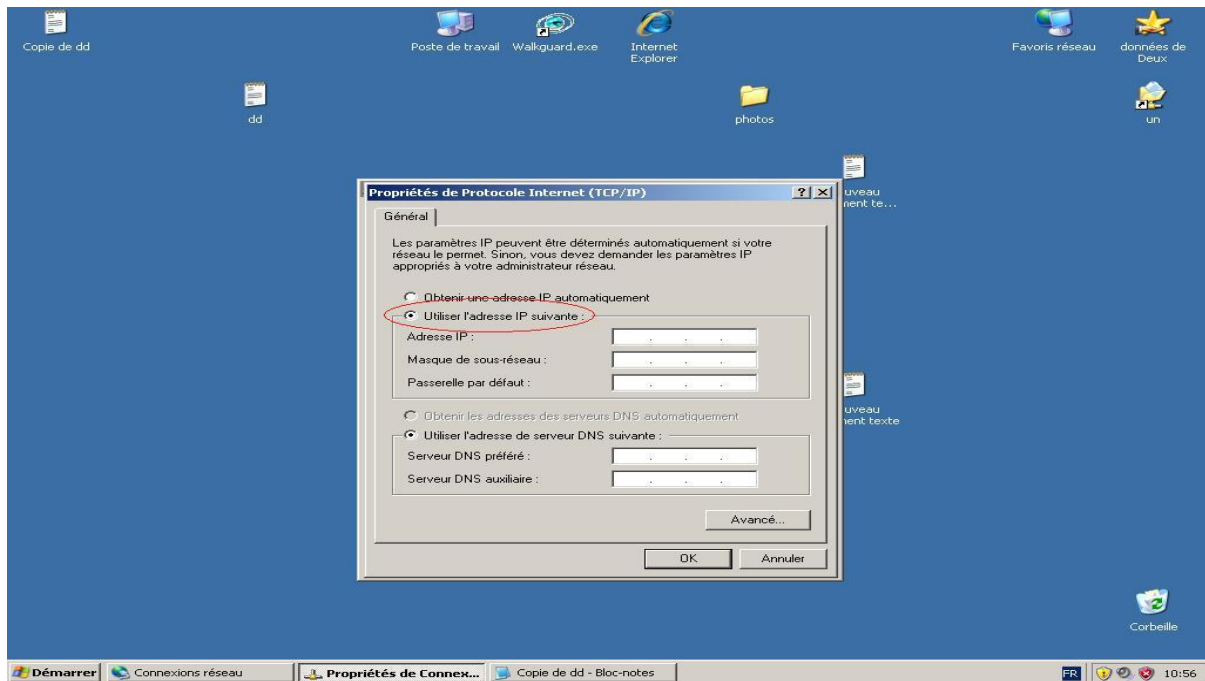 Copie de dd
Poste de travail
Walkguard.exe
Internet
Explorer
Favoris réseau
données de
Deux
dd
photos
un
uveau
ment te...
Propriétés de Protocole Internet (TCP/IP)
Général
Les paramètres IP peuvent être déterminés automatiquement si votre
réseau le permet. Sinon, vous devez demander les paramètres IP
appropriés à votre administrateur réseau.
Obtenir une adresse IP automatiquement
Utiliser l'adresse IP suivante :
Adresse IP :
Masque de sous-réseau :
Passerelle par défaut :
Obtenir les adresses des serveurs DNS automatiquement
Utiliser l'adresse de serveur DNS suivante :
Serveur DNS préféré :
Serveur DNS auxiliaire :
Avancé...
OK
Annuler
uveau
ent texte
Corbeille
Démarrer
Connexions réseau
Propriétés de Connex...
Copie de dd - Bloc-notes
FR
10:56